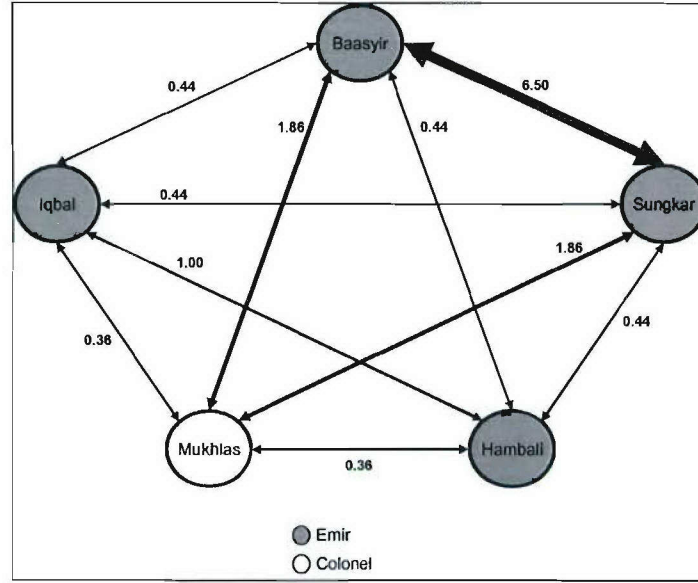 Baasyir
0.44
1.86
0.44
6.50
Iqbal
0.44
Sungkar
1.00
1.86
0.36
0.44
Mukhlas
0.36
Hambali
Emir
Colonel